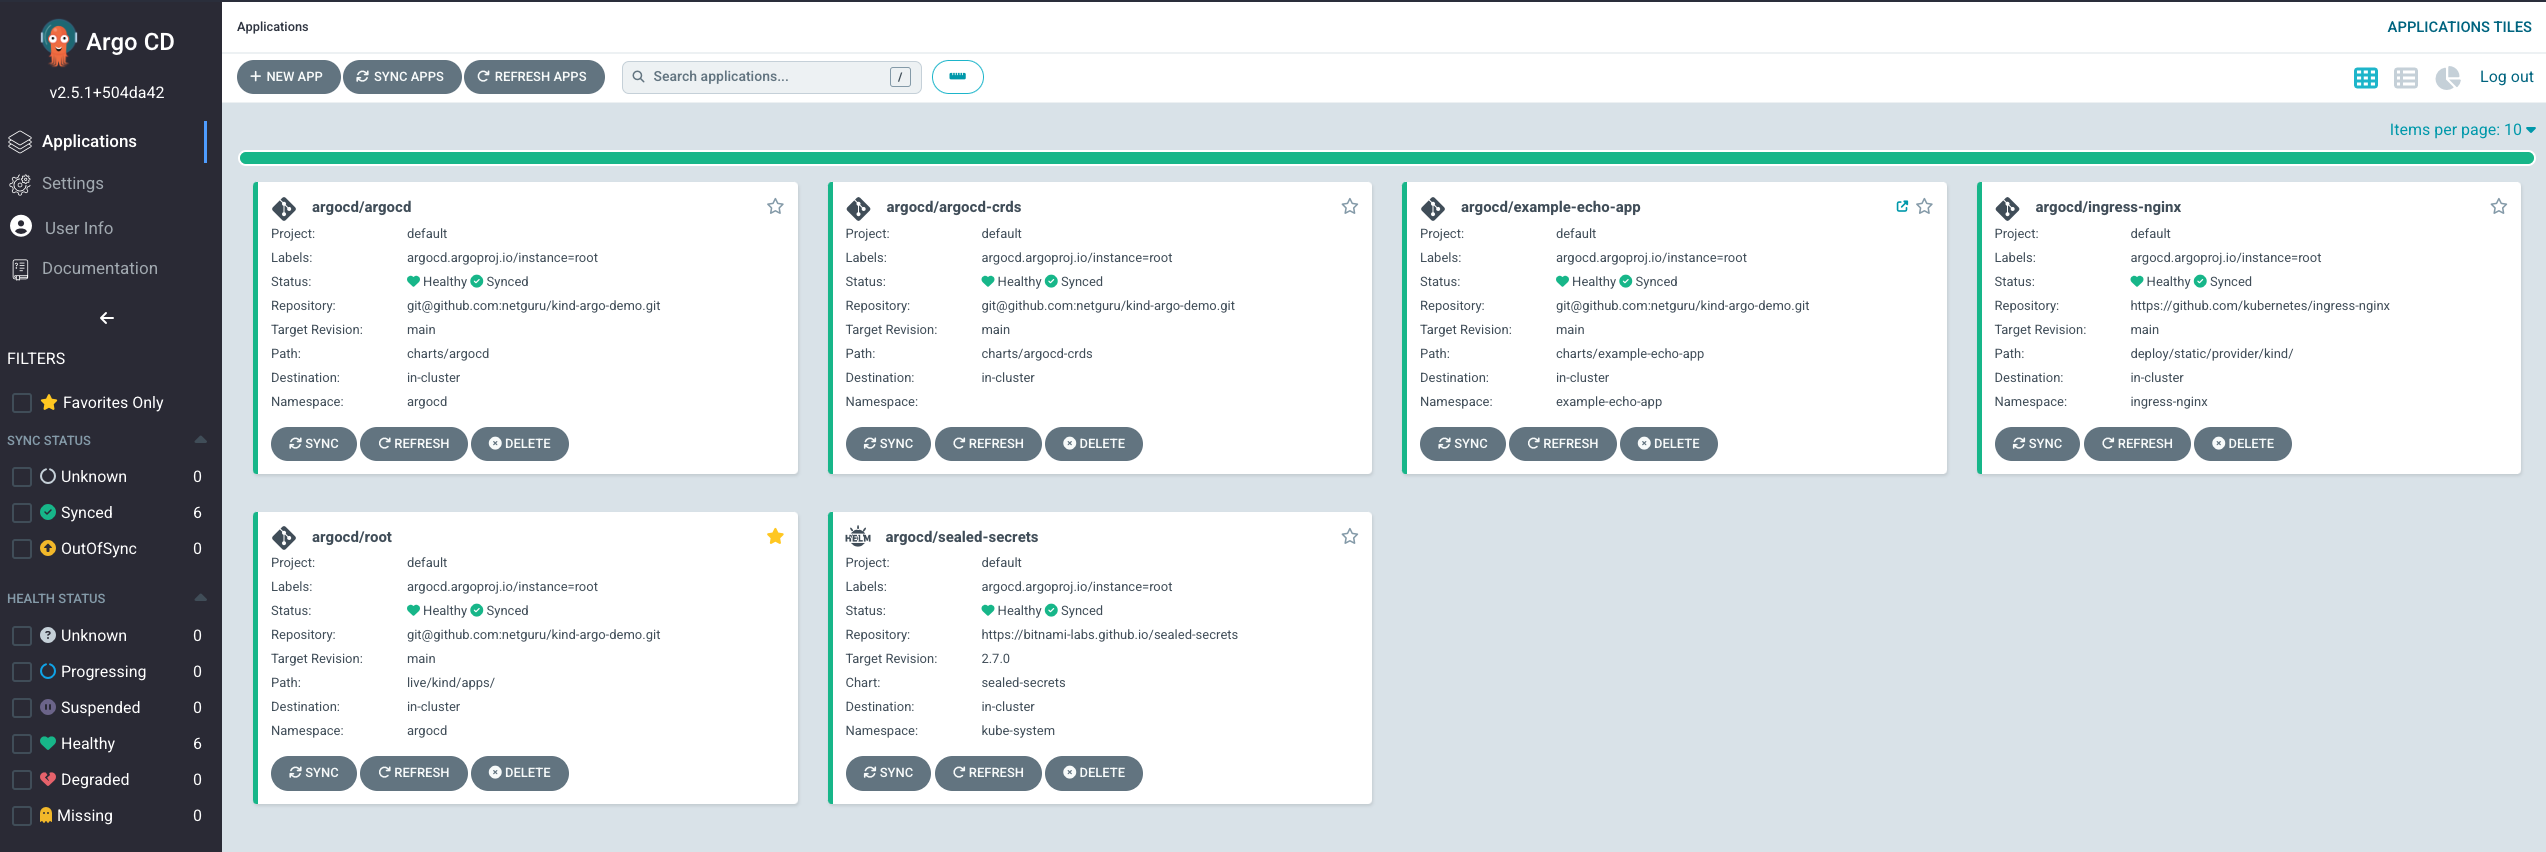 Argo CD
v2.5.1+504da42
Applications
Settings
User Info
Documentation
FILTERS
Favorites Only
SYNC STATUS
Unknown 0
Synced 6
OutOfSync 0
HEALTH STATUS
Unknown 0
Progressing 0
Suspended 0
Healthy 6
Degraded 0
Missing 0
Applications
APPLICATIONS TILES
NEW APP
SYNC APPS
REFRESH APPS
Search applications...
/
Log out
Items per page: 10
argocd/argocd
Project: default
Labels: argocd.argoproj.io/instance=root
Status: Healthy Synced
Repository: git@github.com:netguru/kind-argo-demo.git
Target Revision: main
Path: charts/argocd
Destination: in-cluster
Namespace: argocd
SYNC REFRESH DELETE
argocd/argocd-crds
Project: default
Labels: argocd.argoproj.io/instance=root
Status: Healthy Synced
Repository: git@github.com:netguru/kind-argo-demo.git
Target Revision: main
Path: charts/argocd-crds
Destination: in-cluster
Namespace:
SYNC REFRESH DELETE
argocd/example-echo-app
Project: default
Labels: argocd.argoproj.io/instance=root
Status: Healthy Synced
Repository: git@github.com:netguru/kind-argo-demo.git
Target Revision: main
Path: charts/example-echo-app
Destination: in-cluster
Namespace: example-echo-app
SYNC REFRESH DELETE
argocd/ingress-nginx
Project: default
Labels: argocd.argoproj.io/instance=root
Status: Healthy Synced
Repository: https://github.com/kubernetes/ingress-nginx
Target Revision: main
Path: deploy/static/provider/kind/
Destination: in-cluster
Namespace: ingress-nginx
SYNC REFRESH DELETE
argocd/root
Project: default
Labels: argocd.argoproj.io/instance=root
Status: Healthy Synced
Repository: git@github.com:netguru/kind-argo-demo.git
Target Revision: main
Path: live/kind/apps/
Destination: in-cluster
Namespace: argocd
SYNC REFRESH DELETE
HELM
argocd/sealed-secrets
Project: default
Labels: argocd.argoproj.io/instance=root
Status: Healthy Synced
Repository: https://bitnami-labs.github.io/sealed-secrets
Target Revision: 2.7.0
Chart: sealed-secrets
Destination: in-cluster
Namespace: kube-system
SYNC REFRESH DELETE